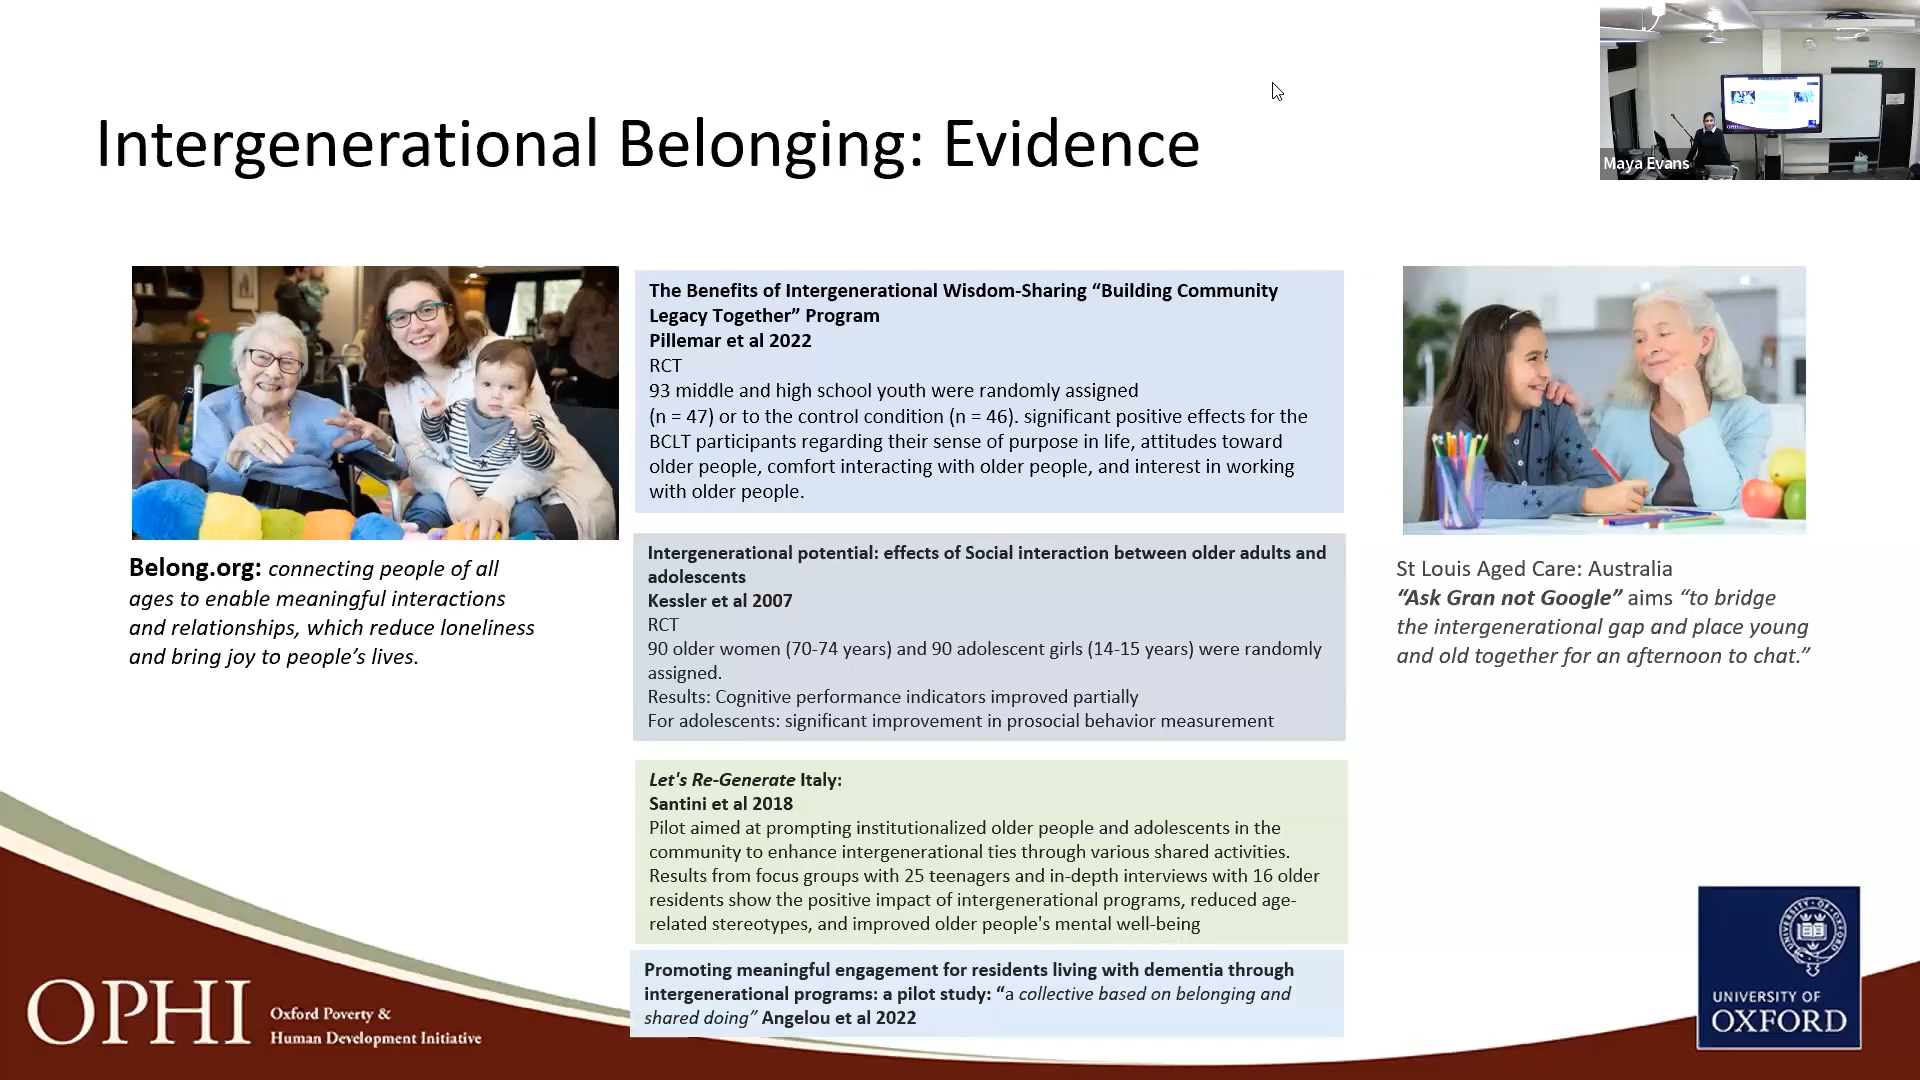 Intergenerational Belonging: Evidence
Maya Evans
The Benefits of Intergenerational Wisdom-Sharing “Building Community
Legacy Together” Program
Pillemar et al 2022
RCT
93 middle and high school youth were randomly assigned
(n = 47) or to the control condition (n = 46). significant positive effects for the
BCLT participants regarding their sense of purpose in life, attitudes toward
older people, comfort interacting with older people, and interest in working
with older people.
Belong.org: connecting people of all
ages to enable meaningful interactions
and relationships, which reduce loneliness
and bring joy to people’s lives.
Intergenerational potential: effects of Social interaction between older adults and
adolescents
Kessler et al 2007
RCT
90 older women (70-74 years) and 90 adolescent girls (14-15 years) were randomly
assigned.
Results: Cognitive performance indicators improved partially
For adolescents: significant improvement in prosocial behavior measurement
St Louis Aged Care: Australia
“Ask Gran not Google” aims “to bridge
the intergenerational gap and place young
and old together for an afternoon to chat.”
Let's Re-Generate Italy:
Santini et al 2018
Pilot aimed at prompting institutionalized older people and adolescents in the
community to enhance intergenerational ties through various shared activities.
Results from focus groups with 25 teenagers and in-depth interviews with 16 older
residents show the positive impact of intergenerational programs, reduced age-
related stereotypes, and improved older people's mental well-being
Promoting meaningful engagement for residents living with dementia through
intergenerational programs: a pilot study: “a collective based on belonging and
shared doing” Angelou et al 2022
OPHI
Oxford Poverty &
Human Development Initiative
UNIVERSITY OF
OXFORD